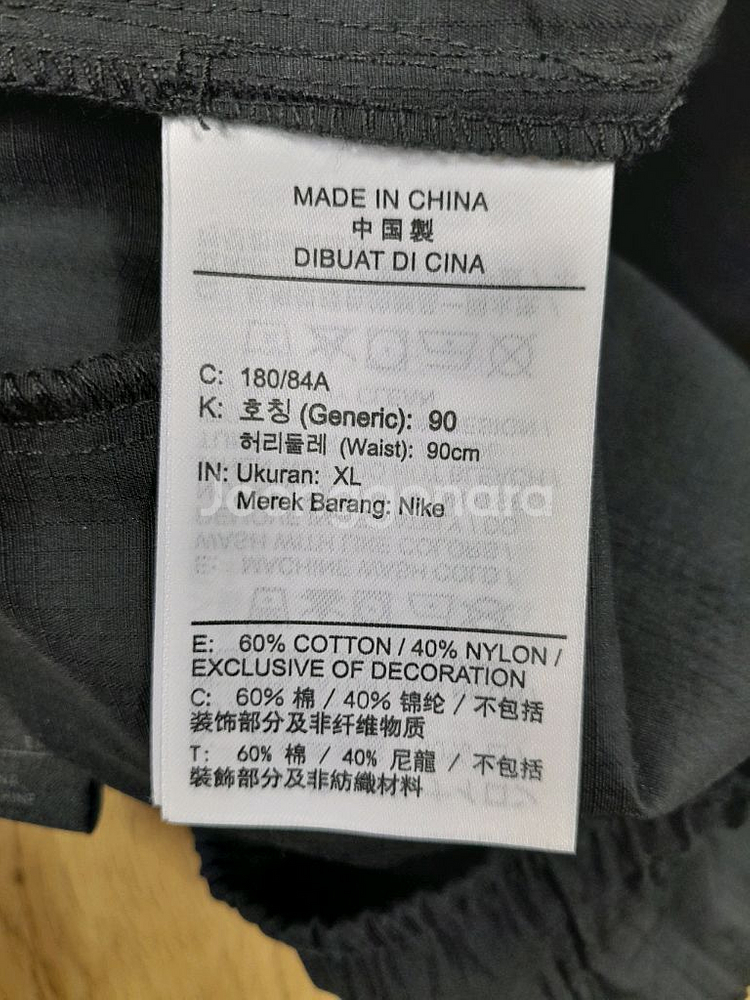 MADE IN CHINA
中国製
DIBUAT DI CINA
C: 180/84A
K: 호칭 (Generic): 90
허리둘레 (Waist): 90cm
IN: Ukuran: XL
Merek Barang: Nike
Joonggonara
E: 60% COTTON / 40% NYLON /
EXCLUSIVE OF DECORATION
C: 60% 棉 / 40% 锦纶 / 不包括
装饰部分及非纤维物质
T: 60% 棉 / 40% 尼龍 / 不包括
裝飾部分及非紡織材料